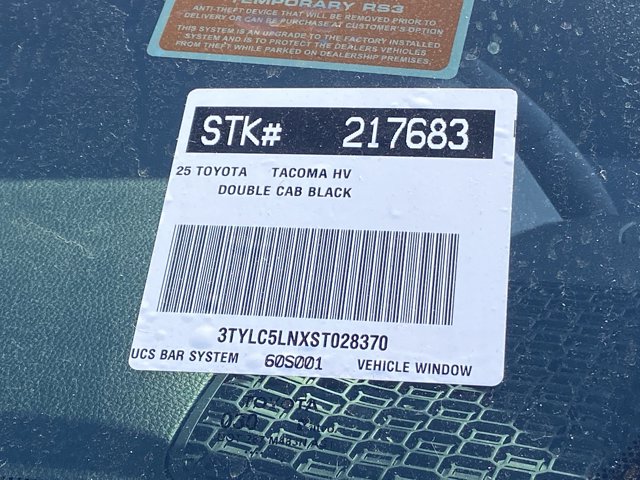 TEMPORARY RS3
ANTI-THEFT DEVICE THAT WILL BE REMOVED PRIOR TO
DELIVERY OR CAN BE PURCHASE AT CUSTOMER'S OPTION
THIS SYSTEM IS AN UPGRADE TO THE FACTORY INSTALLED
SYSTEM AND IS TO PROTECT THE DEALERS VEHICLES
FROM THEFT WHILE PARKED ON DEALERSHIP PREMISES.
STK# 217683
25 TOYOTA TACOMA HV
DOUBLE CAB BLACK
3TYLC5LNXST028370
UCS BAR SYSTEM 60S001 VEHICLE WINDOW
TOYOTA